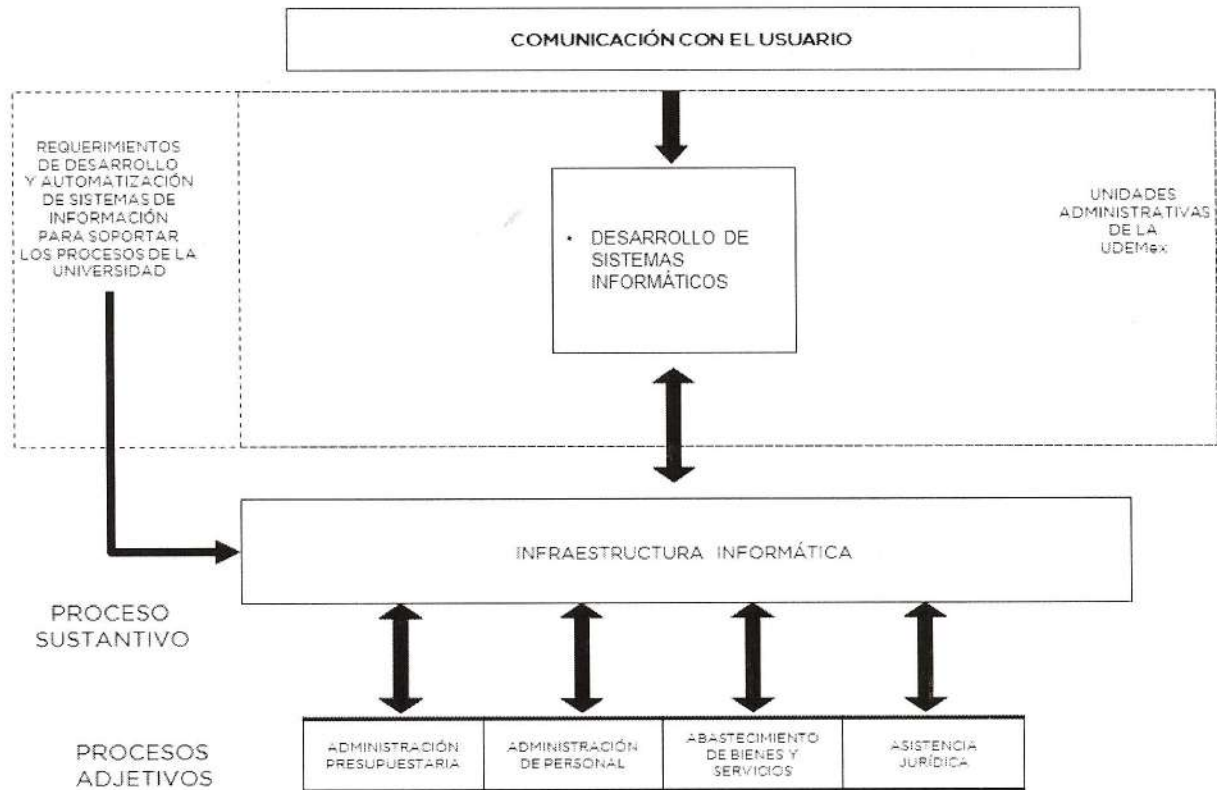 COMUNICACIÓN CON EL USUARIO
REQUERIMIENTOS
DE DESARROLLO
Y AUTOMATIZACIÓN
DE SISTEMAS DE
INFORMACIÓN
PARA SOPORTAR
LOS PROCESOS DE LA
UNIVERSIDAD
• DESARROLLO DE
SISTEMAS
INFORMÁTICOS
UNIDADES
ADMINISTRATIVAS
DE LA
UDEMex
INFRAESTRUCTURA INFORMÁTICA
PROCESO
SUSTANTIVO
PROCESOS
ADJETIVOS
ADMINISTRACIÓN
PRESUPUESTARIA
ADMINISTRACIÓN
DE PERSONAL
ABASTECIMIENTO
DE BIENES Y
SERVICIOS
ASISTENCIA
JURÍDICA